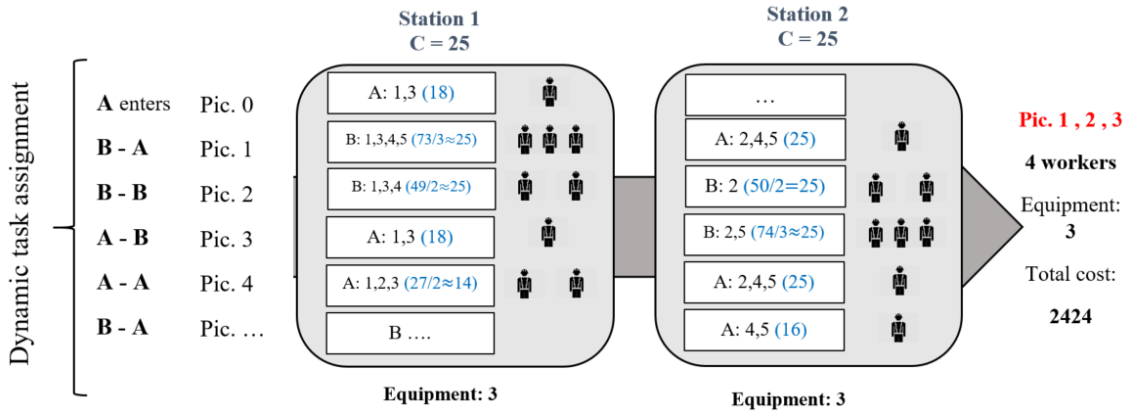 Station 1
C = 25
Station 2
C = 25
Dynamic task assignment
A enters Pic. 0
B - A Pic. 1
B - B Pic. 2
A - B Pic. 3
A - A Pic. 4
B - A Pic. …
A: 1,3 (18)
B: 1,3,4,5 (73/3≈25)
B: 1,3,4 (49/2≈25)
A: 1,3 (18)
A: 1,2,3 (27/2≈14)
B ….
Equipment: 3
…
A: 2,4,5 (25)
B: 2 (50/2=25)
B: 2,5 (74/3≈25)
A: 2,4,5 (25)
A: 4,5 (16)
Equipment: 3
Pic. 1 , 2 , 3
4 workers
Equipment:
3
Total cost:
2424